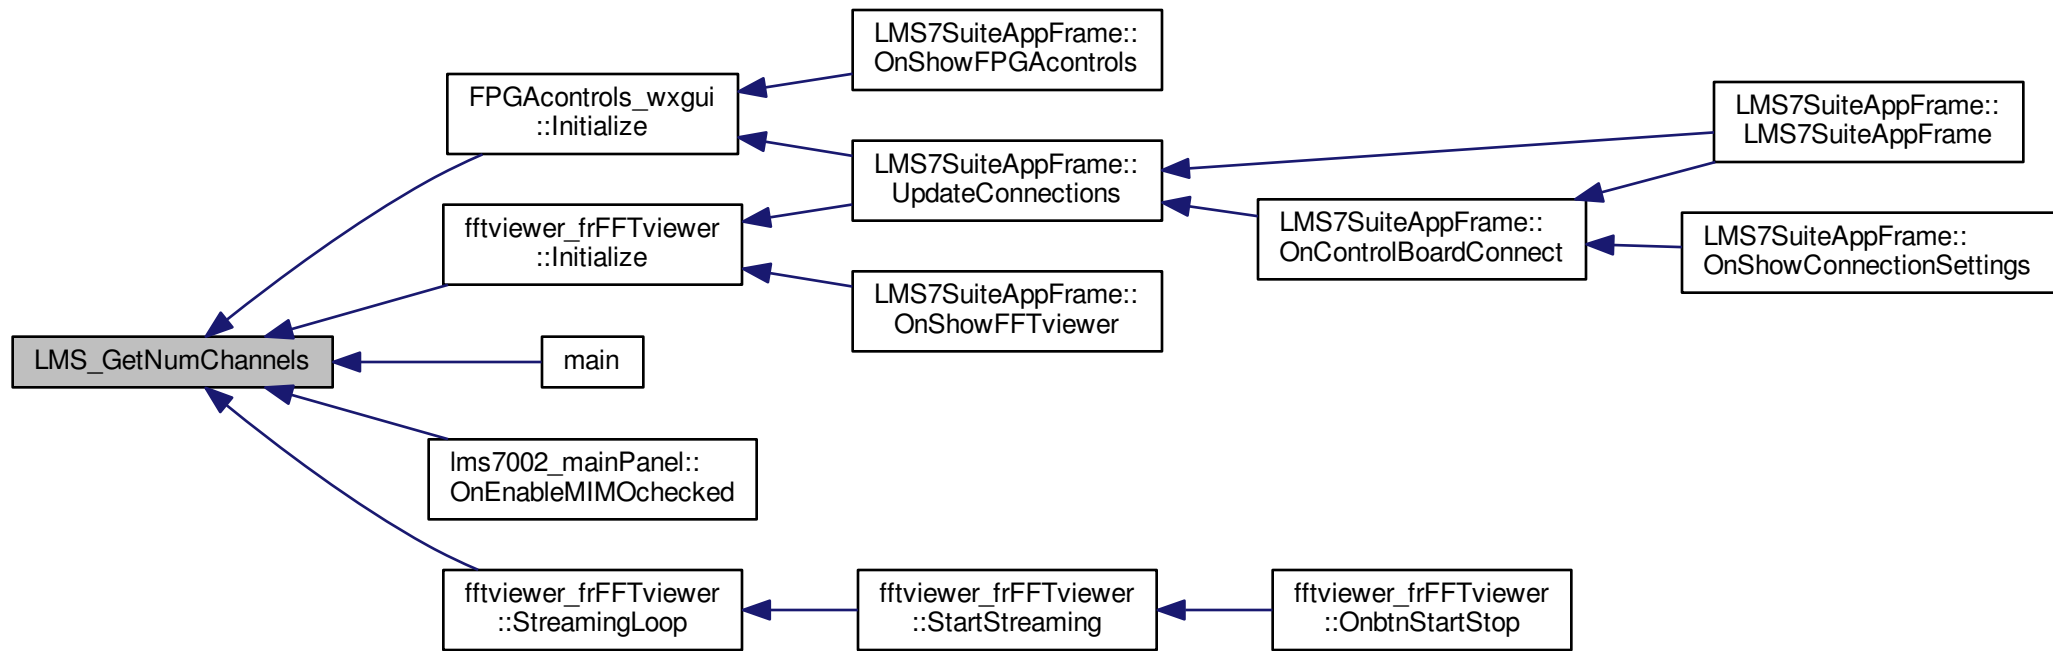 LMS_GetNumChannels
FPGAcontrols_wxgui
::Initialize
LMS7SuiteAppFrame::
OnShowFPGAcontrols
LMS7SuiteAppFrame::
UpdateConnections
LMS7SuiteAppFrame::
LMS7SuiteAppFrame
LMS7SuiteAppFrame::
OnControlBoardConnect
LMS7SuiteAppFrame::
OnShowConnectionSettings
fftviewer_frFFTviewer
::Initialize
LMS7SuiteAppFrame::
OnShowFFTviewer
main
lms7002_mainPanel::
OnEnableMIMOchecked
fftviewer_frFFTviewer
::StreamingLoop
fftviewer_frFFTviewer
::StartStreaming
fftviewer_frFFTviewer
::OnbtnStartStop